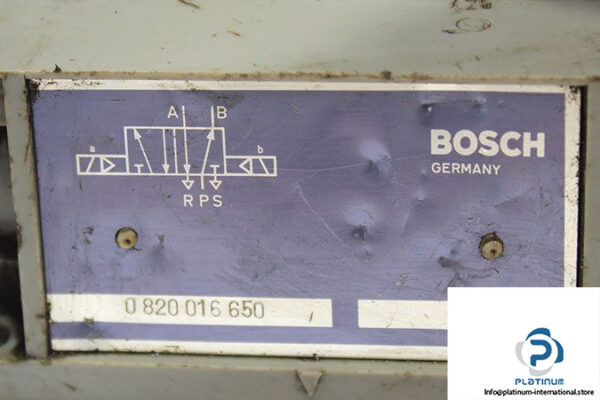 A B
a b
R P S
BOSCH
GERMANY
0 820 016 650
P
PLATINUM
Info@platinum-international.store